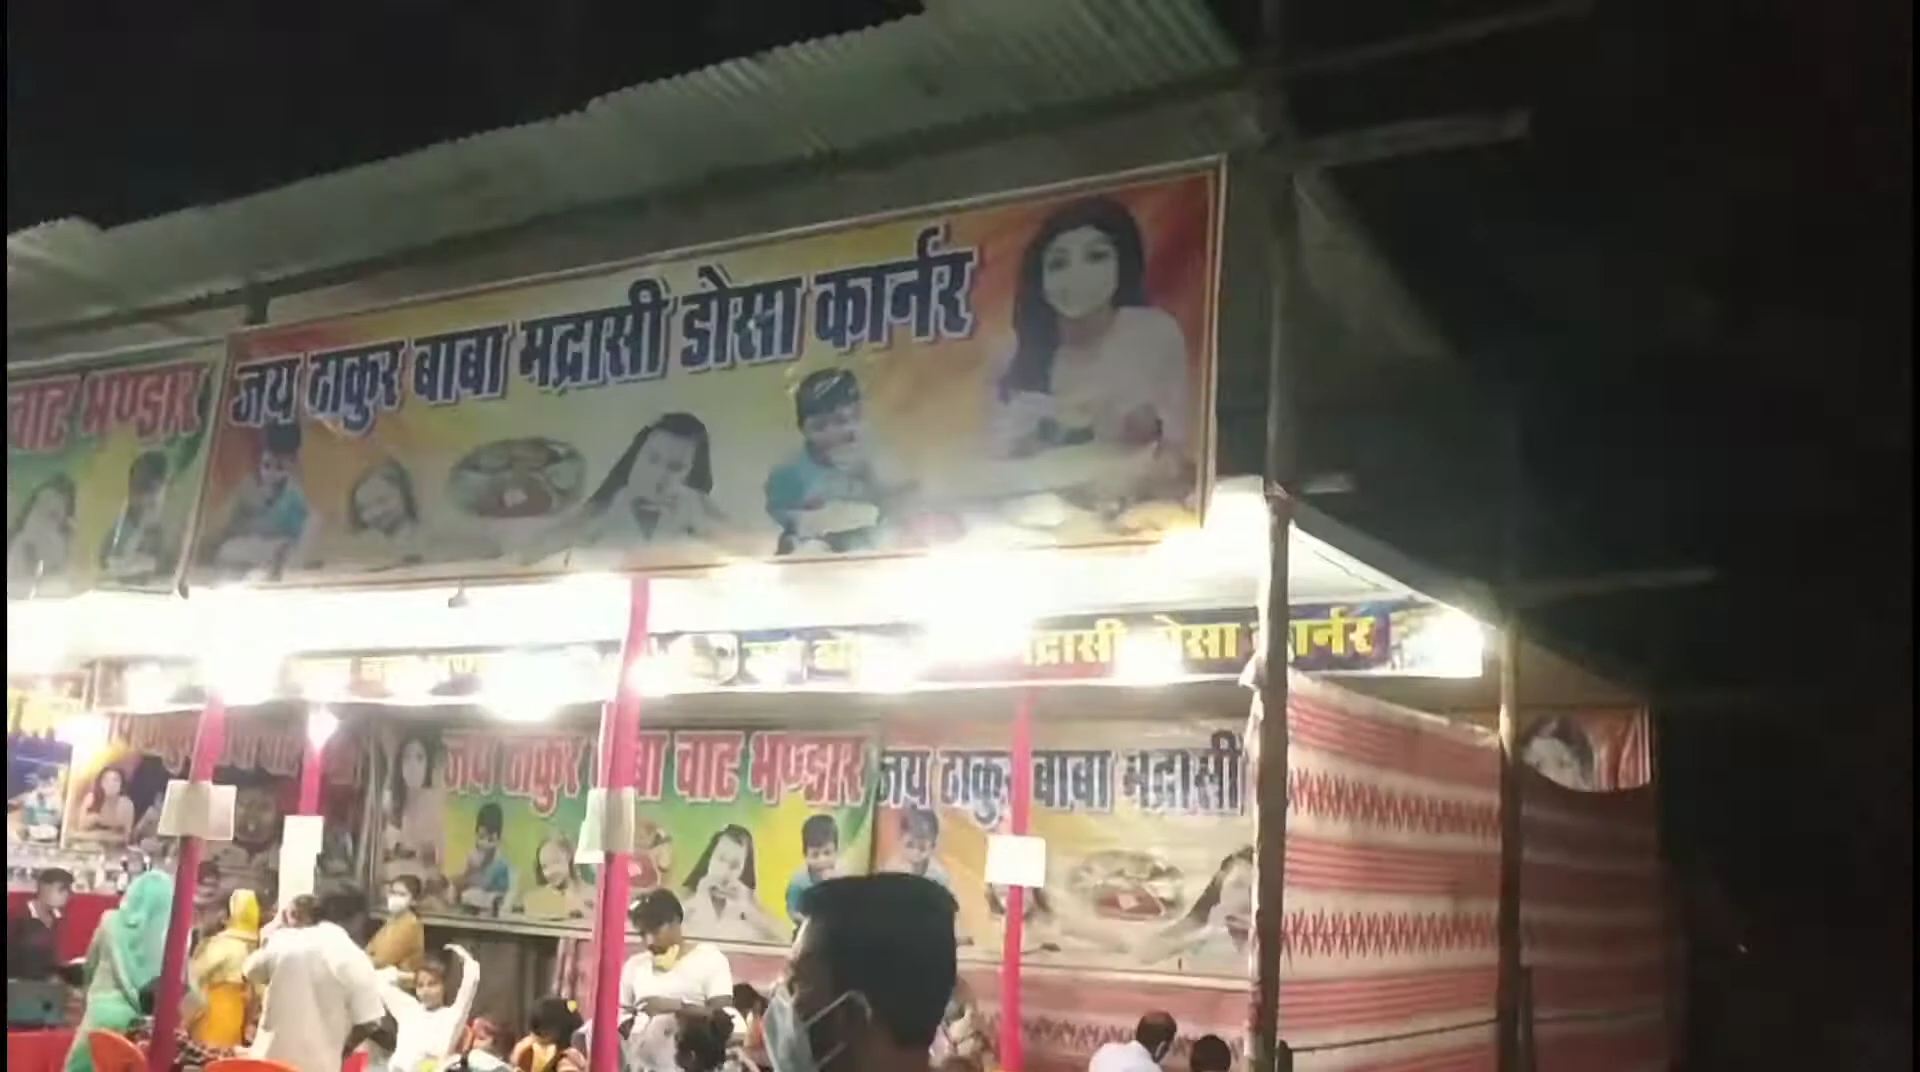 चाट भण्डार
जय ठाकुर बाबा मद्रासी डोसा कार्नर
मद्रासी डोसा कार्नर
जय ठाकुर बाबा चाट भण्डार
जय ठाकुर बाबा मद्रासी